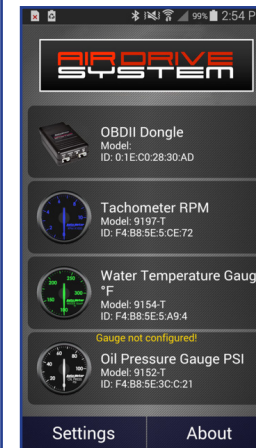 99% 2:54 P
AIRDRIVE
SYSTEM
OBDII Dongle
Model:
ID: 0:1E:C0:28:30:AD
Tachometer RPM
Model: 9197-T
ID: F4:B8:5E:5:CE:72
Water Temperature Gaug
°F
Model: 9154-T
ID: F4:B8:5E:5:A9:4
Gauge not configured!
Oil Pressure Gauge PSI
Model: 9152-T
ID: F4:B8:5E:3C:C:21
Settings
About